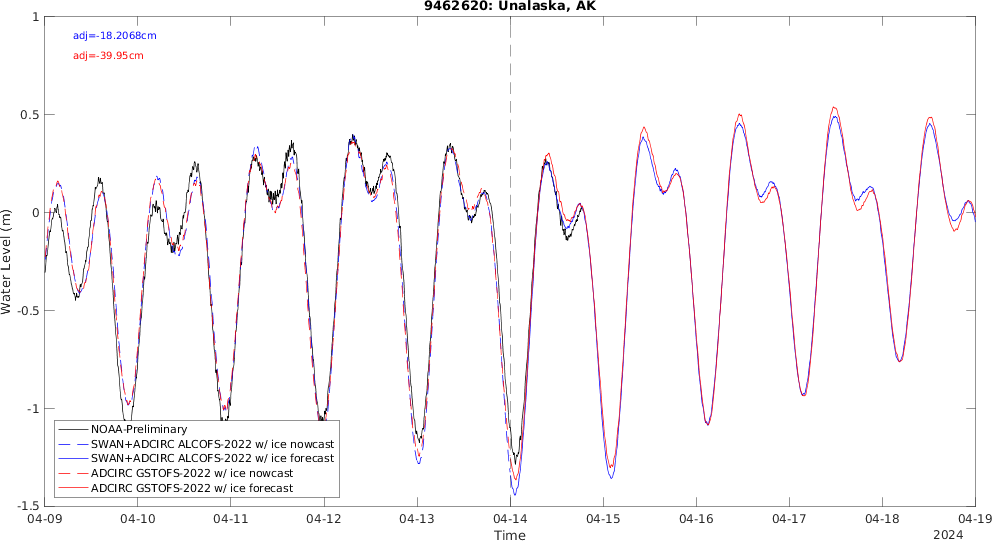 9462620: Unalaska, AK
adj=-18.2068cm
adj=-39.95cm
Water Level (m)
1
0.5
0
-0.5
-1
-1.5
NOAA-Preliminary
SWAN+ADCIRC ALCOFS-2022 w/ ice nowcast
SWAN+ADCIRC ALCOFS-2022 w/ ice forecast
ADCIRC GSTOFS-2022 w/ ice nowcast
ADCIRC GSTOFS-2022 w/ ice forecast
04-09 04-10 04-11 04-12 04-13 04-14 04-15 04-16 04-17 04-18 04-19
Time
2024